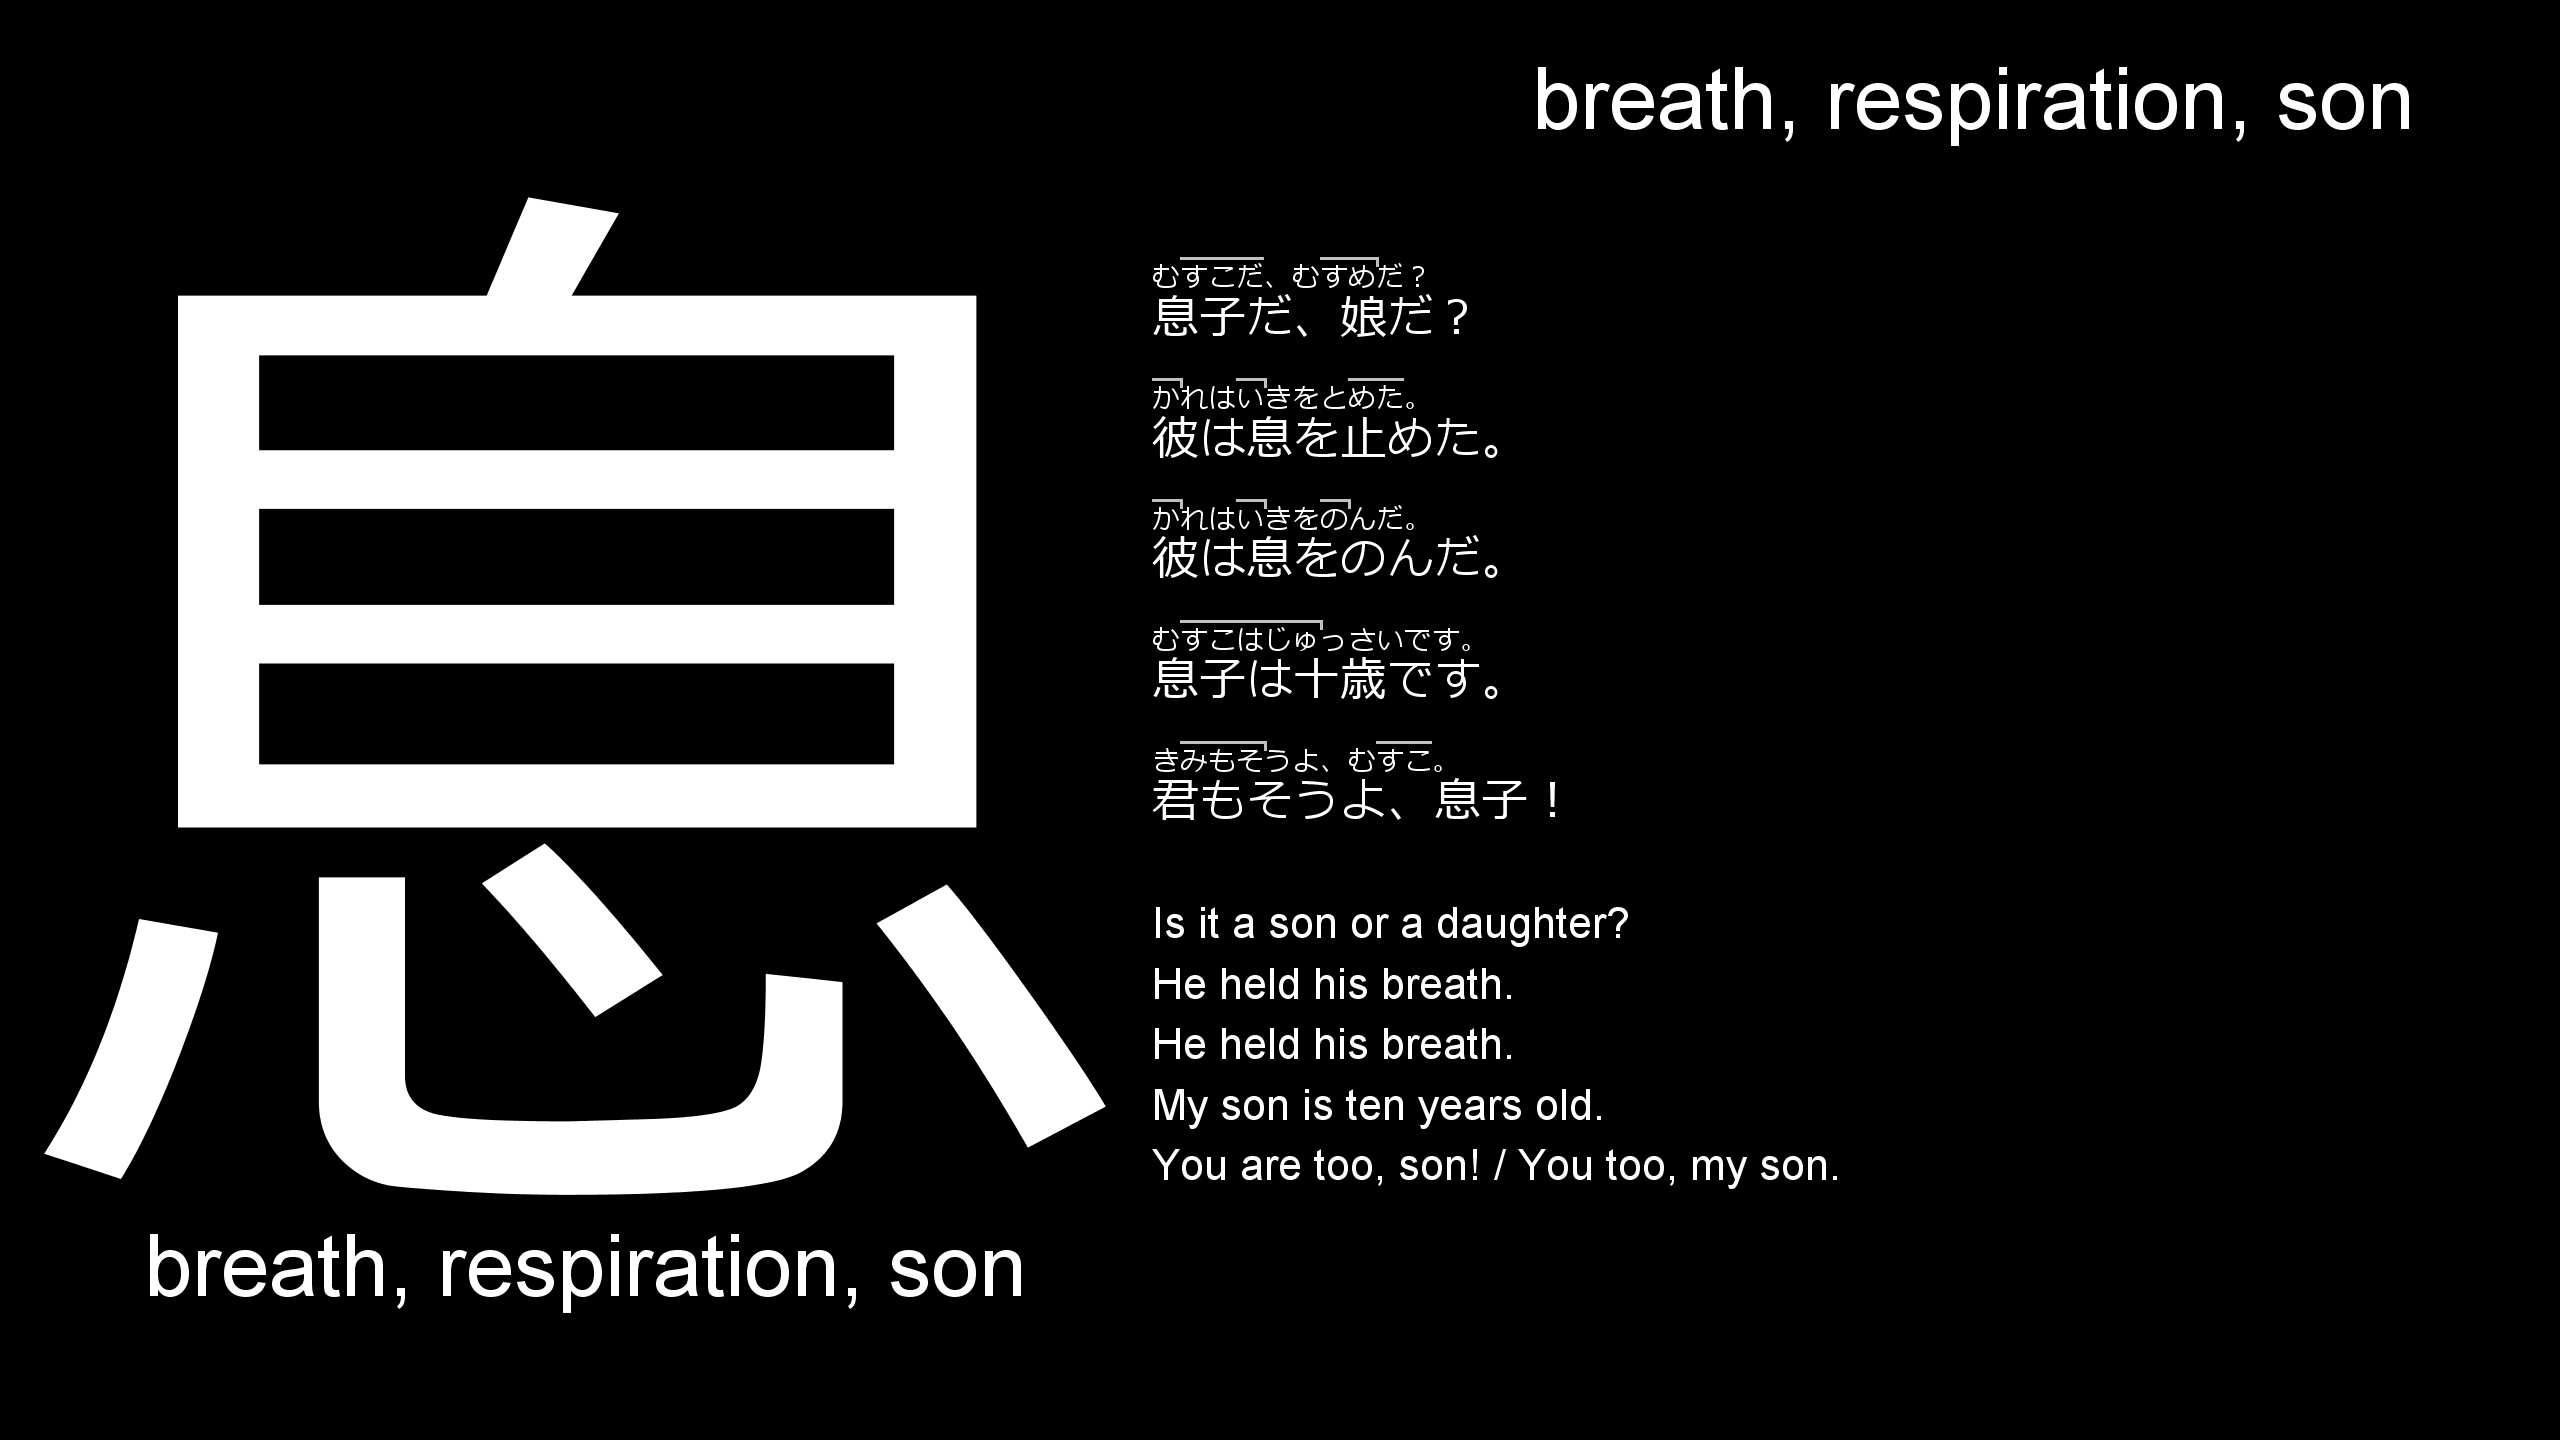 breath, respiration, son
息
breath, respiration, son
むすこだ、むすめだ？
息子だ、娘だ？
かれはいきをとめた。
彼は息を止めた。
かれはいきをのんだ。
彼は息をのんだ。
むすこはじゅっさいです。
息子は十歳です。
きみもそうよ、むすこ。
君もそうよ、息子！
Is it a son or a daughter?
He held his breath.
He held his breath.
My son is ten years old.
You are too, son! / You too, my son.